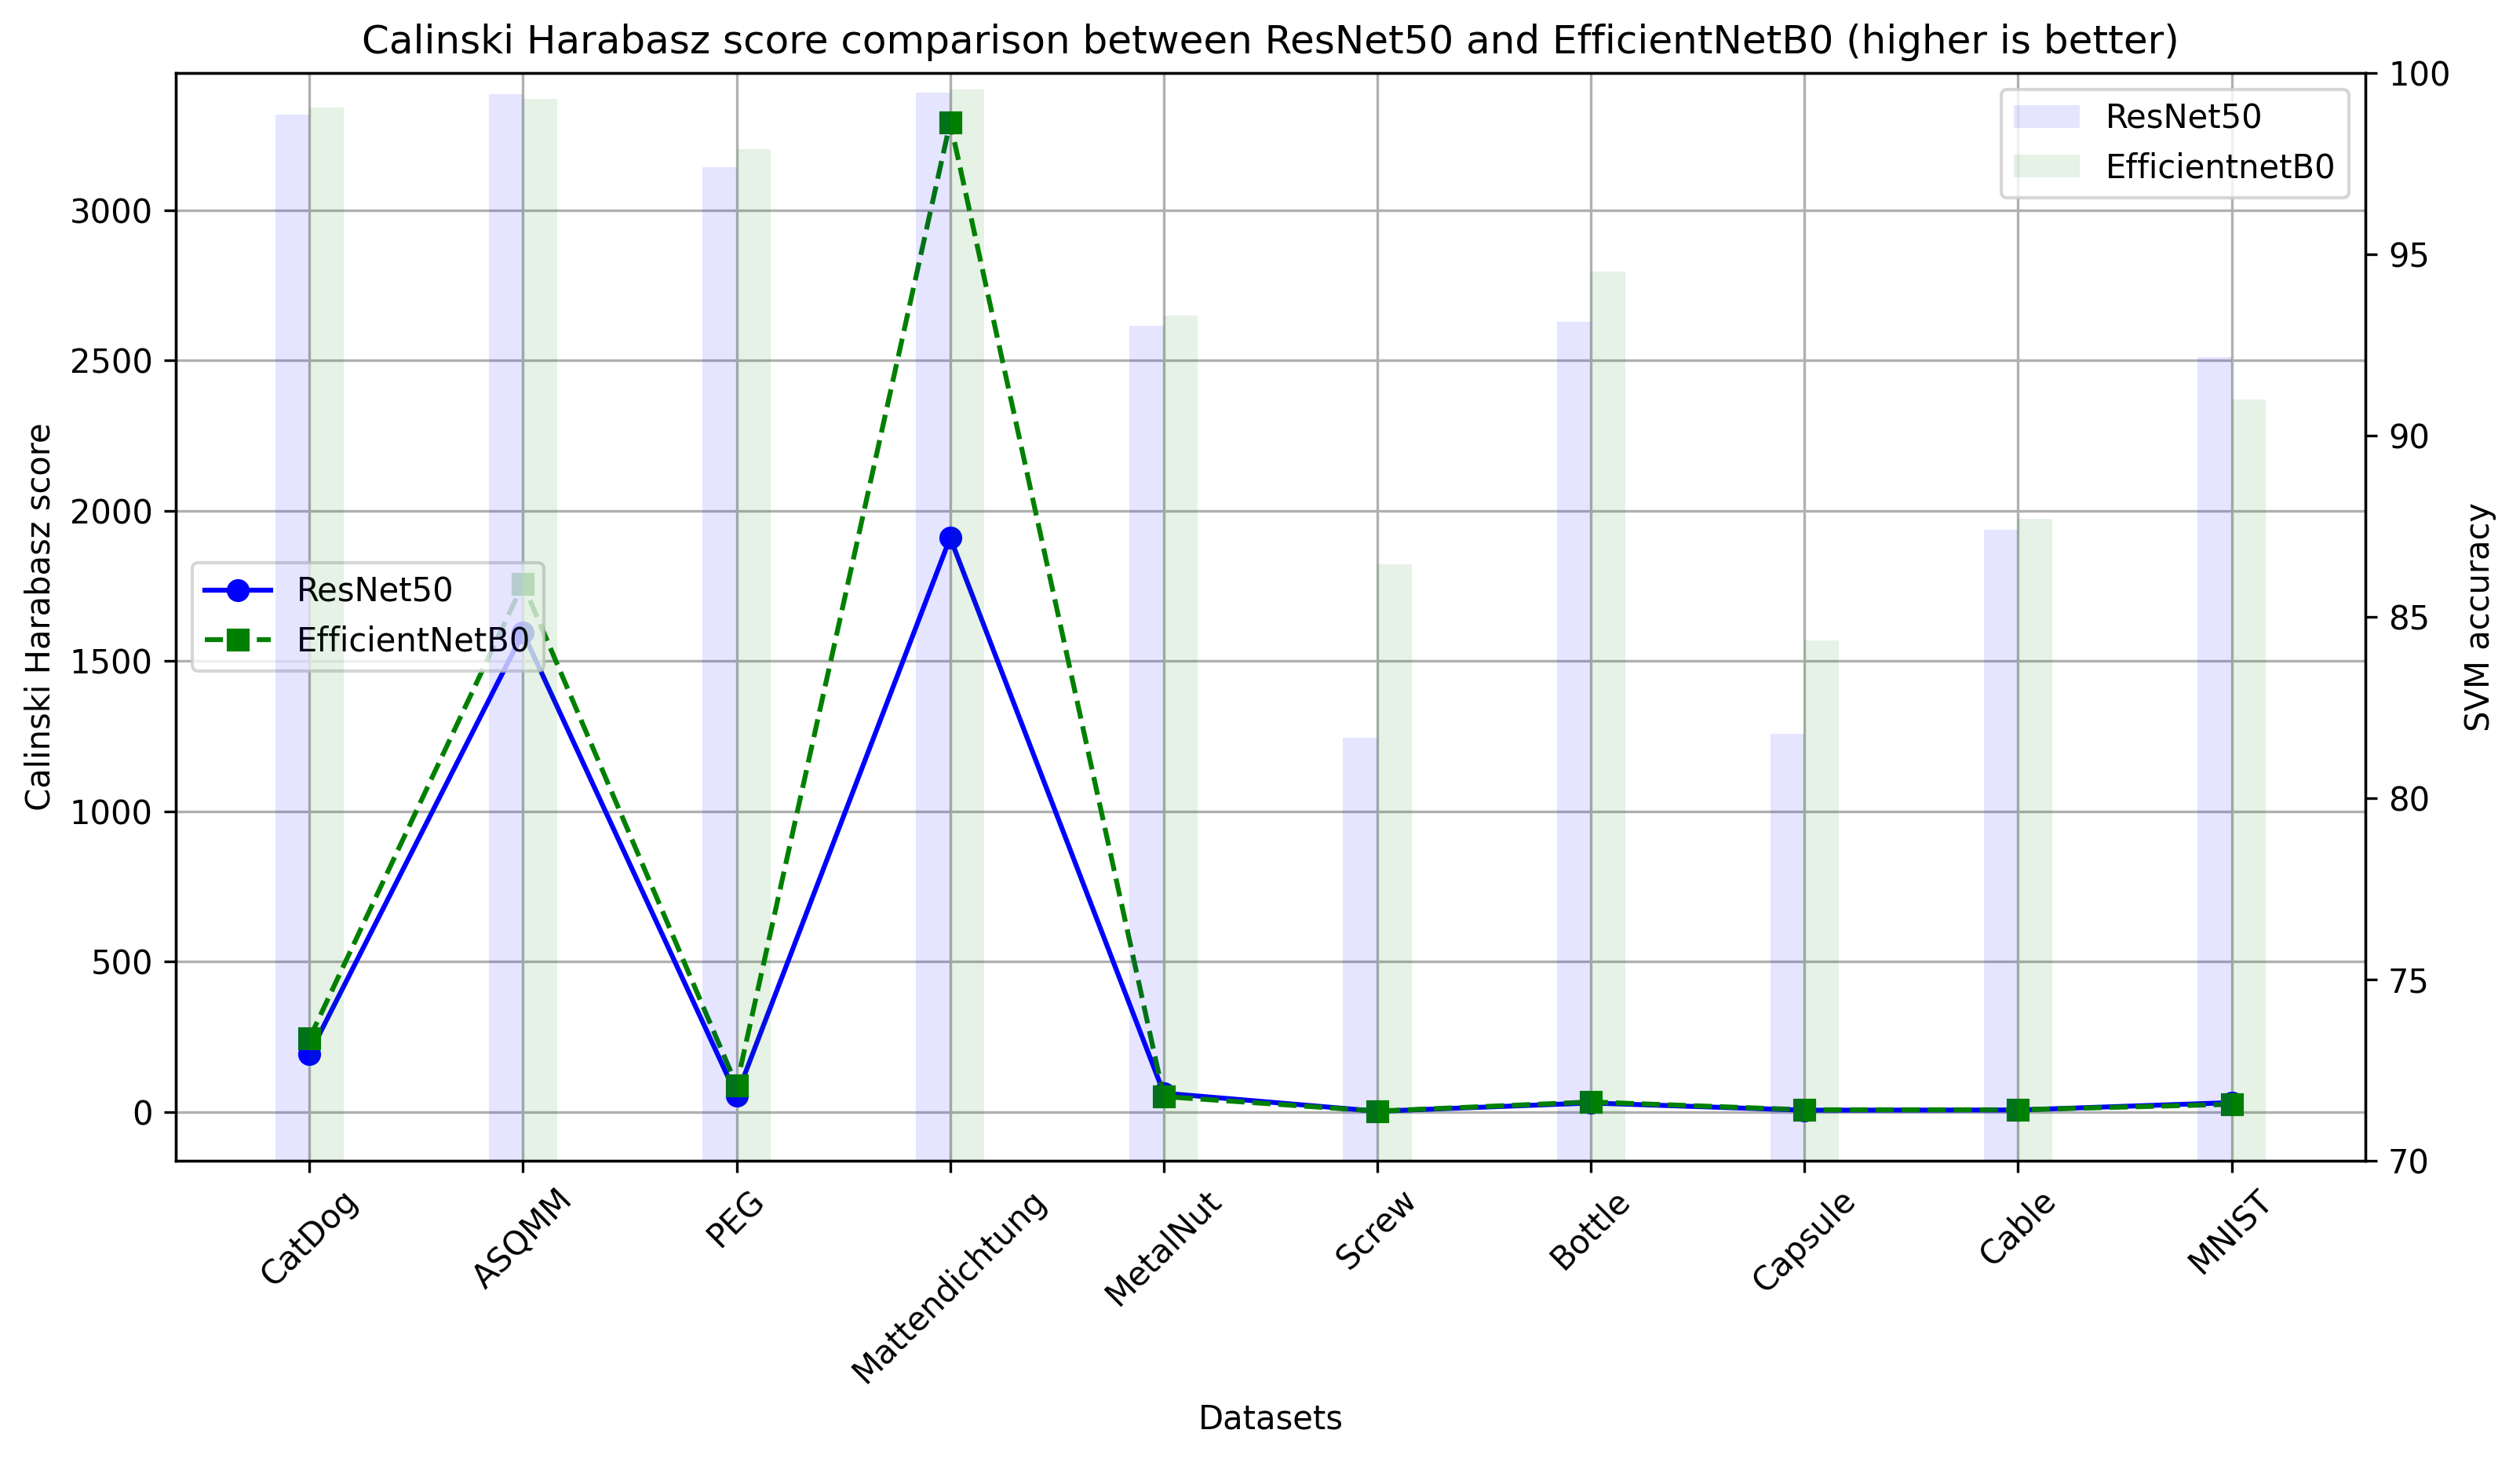 Calinski Harabasz score comparison between ResNet50 and EfficientNetB0 (higher is better)
Calinski Harabasz score
3000
2500
2000
1500
1000
500
0
ResNet50
EfficientNetB0
ResNet50
EfficientnetB0
100
95
90
85
80
75
70
SVM accuracy
CatDog
ASQMM
PEG
Mattendichtung
MetalNut
Screw
Bottle
Capsule
Cable
MNIST
Datasets